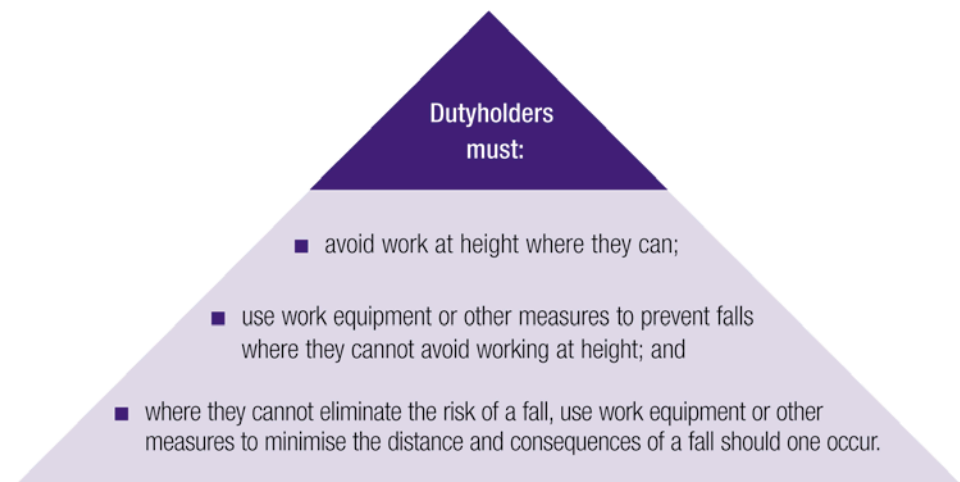 Dutyholders
must:
■ avoid work at height where they can;
■ use work equipment or other measures to prevent falls
where they cannot avoid working at height; and
■ where they cannot eliminate the risk of a fall, use work equipment or other
measures to minimise the distance and consequences of a fall should one occur.